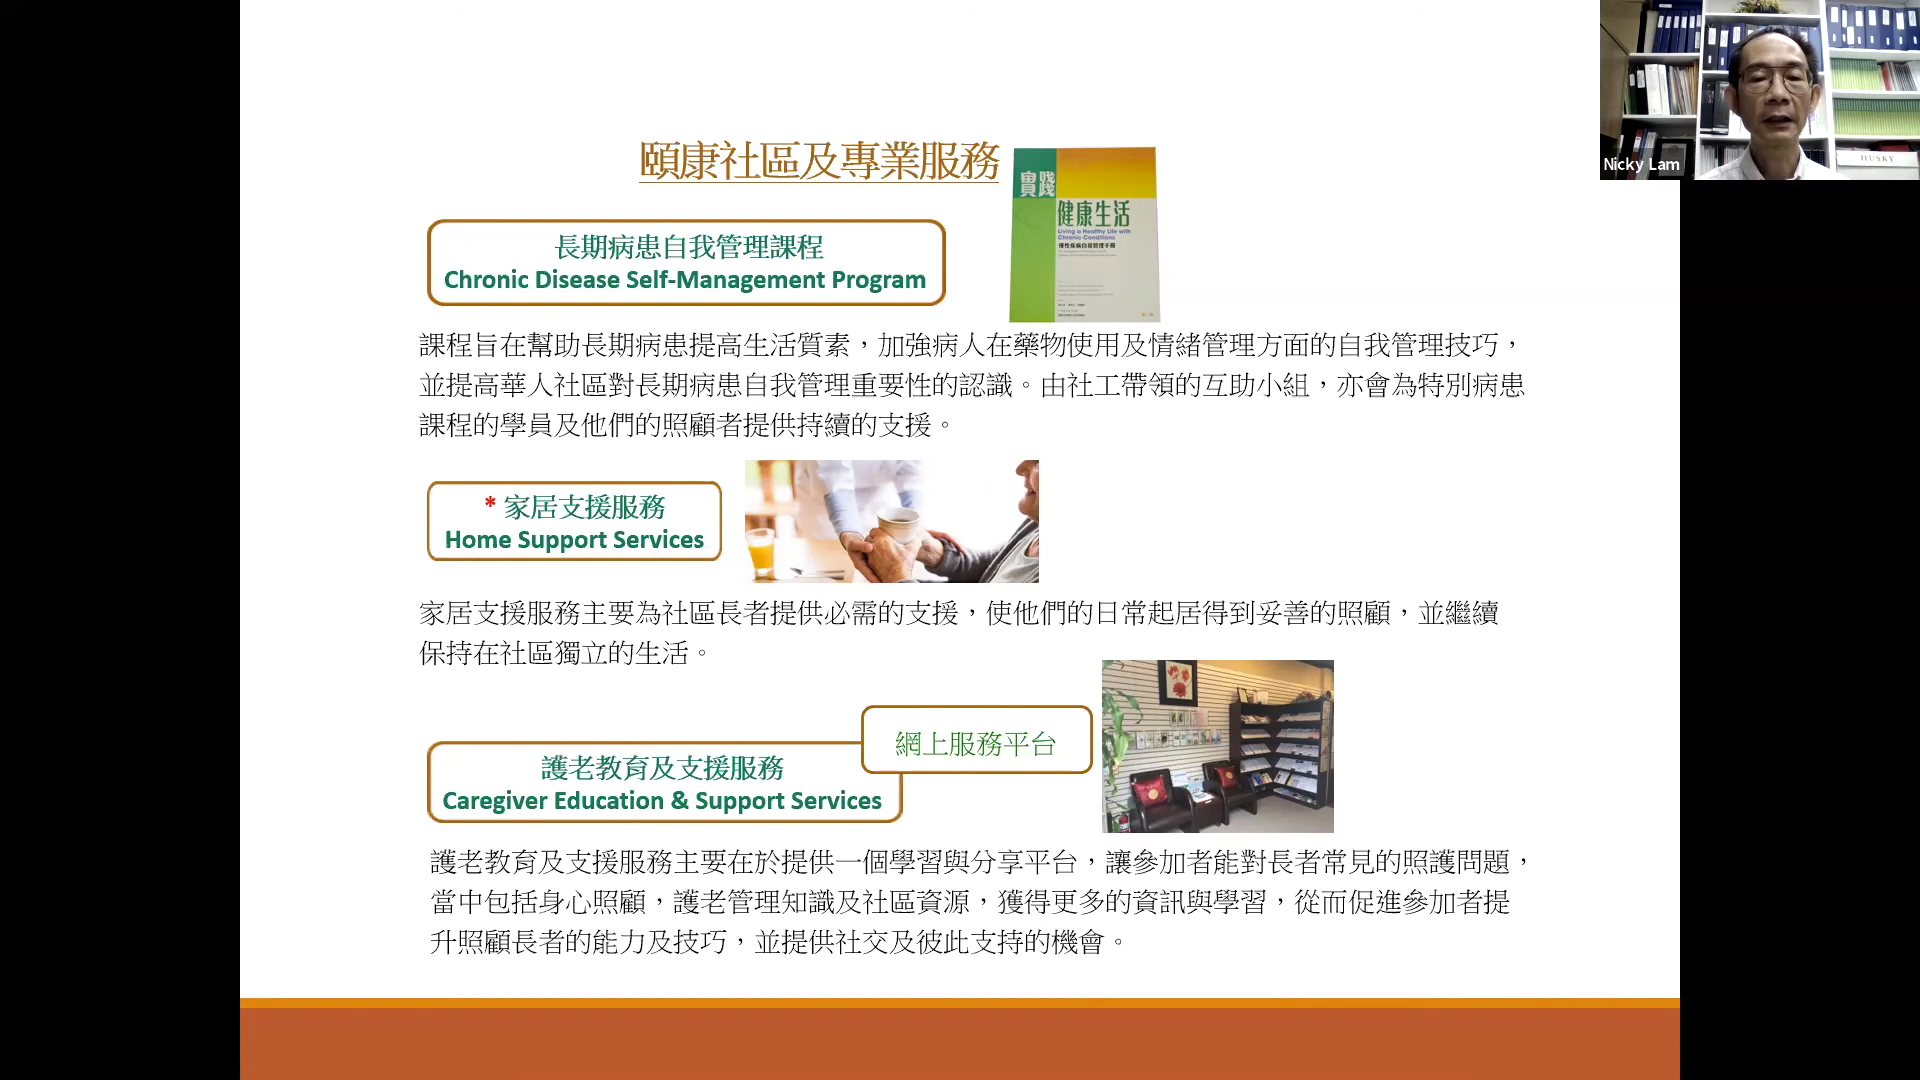 Nicky Lam
HUSKY
頤康社區及專業服務
實踐
健康生活
Living a Healthy Life with
Chronic Conditions
慢性疾病自我管理手冊
長期病患自我管理課程
Chronic Disease Self-Management Program
課程旨在幫助長期病患提高生活質素，加強病人在藥物使用及情緒管理方面的自我管理技巧，
並提高華人社區對長期病患自我管理重要性的認識。由社工帶領的互助小組，亦會為特別病患
課程的學員及他們的照顧者提供持續的支援。
* 家居支援服務
Home Support Services
家居支援服務主要為社區長者提供必需的支援，使他們的日常起居得到妥善的照顧，並繼續
保持在社區獨立的生活。
網上服務平台
護老教育及支援服務
Caregiver Education & Support Services
護老教育及支援服務主要在於提供一個學習與分享平台，讓參加者能對長者常見的照護問題，
當中包括身心照顧，護老管理知識及社區資源，獲得更多的資訊與學習，從而促進參加者提
升照顧長者的能力及技巧，並提供社交及彼此支持的機會。